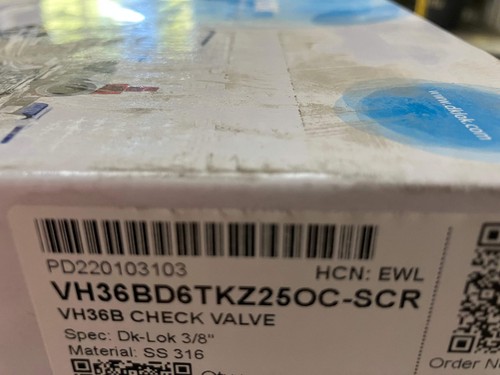 www.dklok.com
PD220103103
HCN: EWL
VH36BD6TKZ25OC-SCR
VH36B CHECK VALVE
Spec: Dk-Lok 3/8"
Material: SS 316
Order